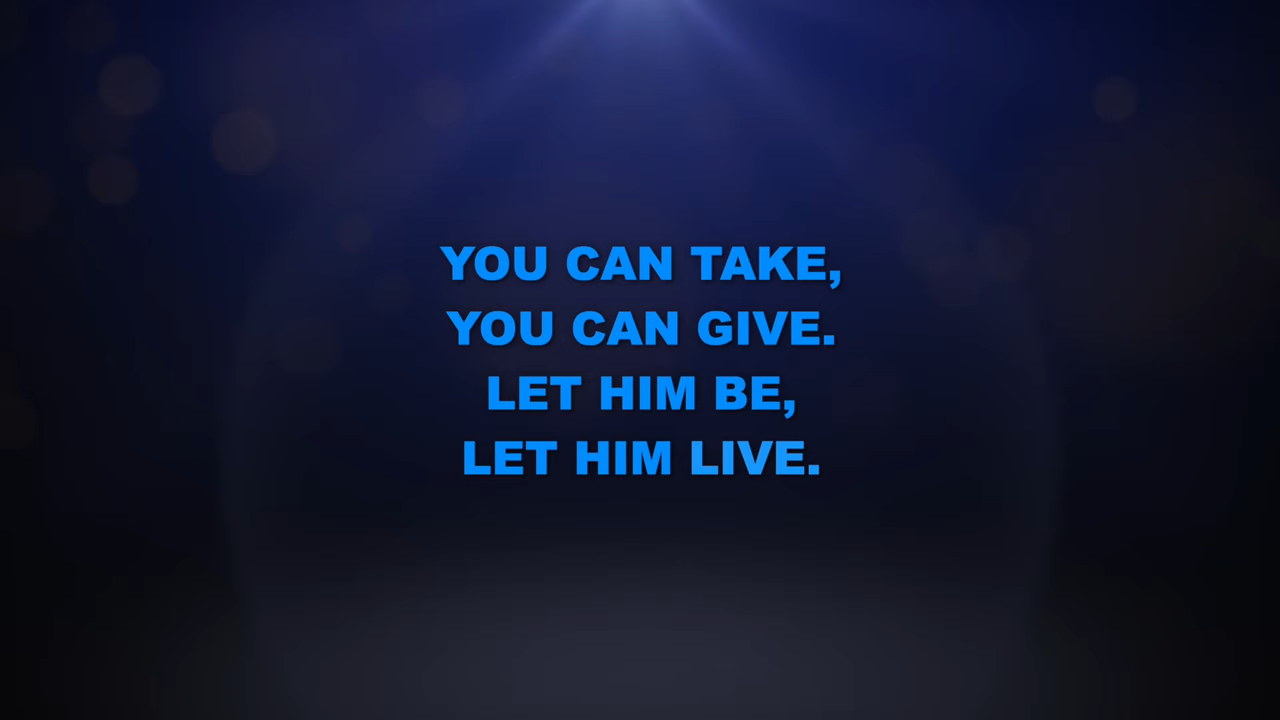 YOU CAN TAKE,
YOU CAN GIVE.
LET HIM BE,
LET HIM LIVE.